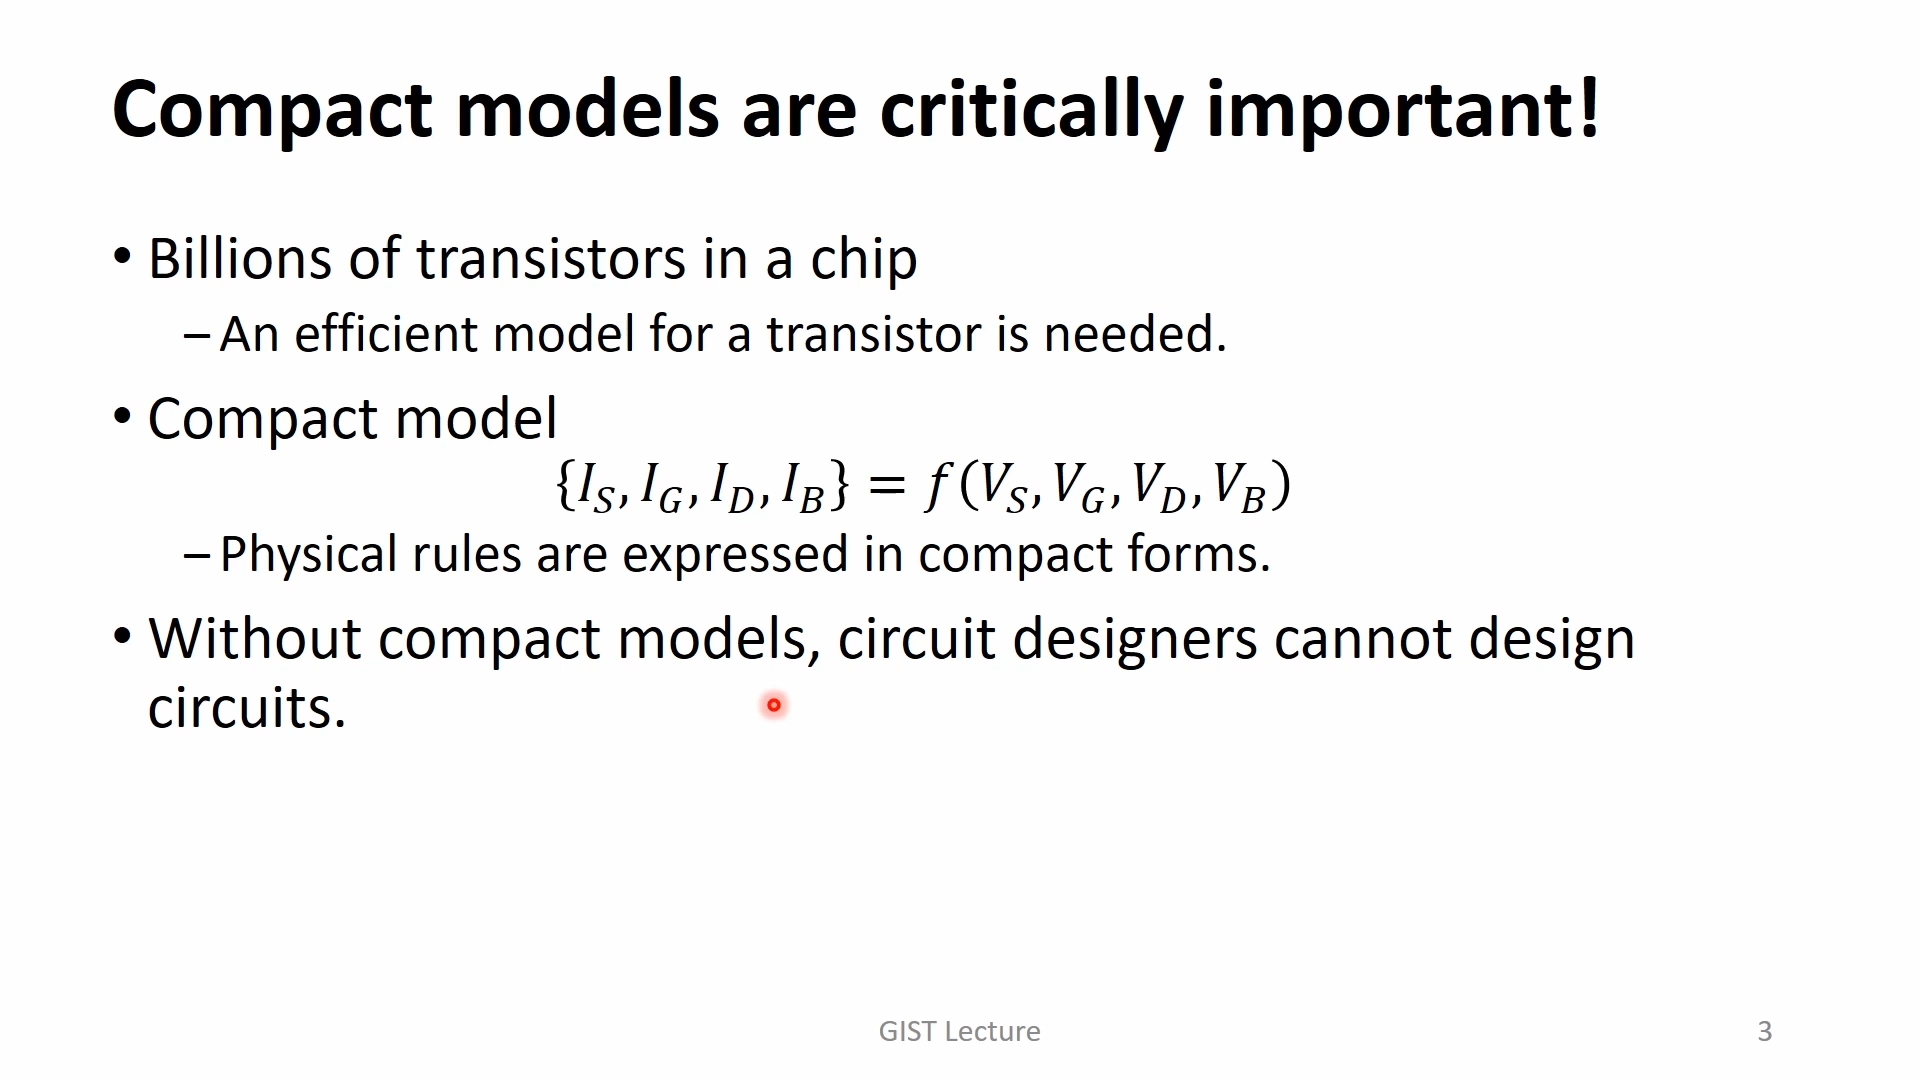 Compact models are critically important!
• Billions of transistors in a chip
– An efficient model for a transistor is needed.
• Compact model
{I_S, I_G, I_D, I_B} = f(V_S, V_G, V_D, V_B)
– Physical rules are expressed in compact forms.
• Without compact models, circuit designers cannot design
circuits.
GIST Lecture
3